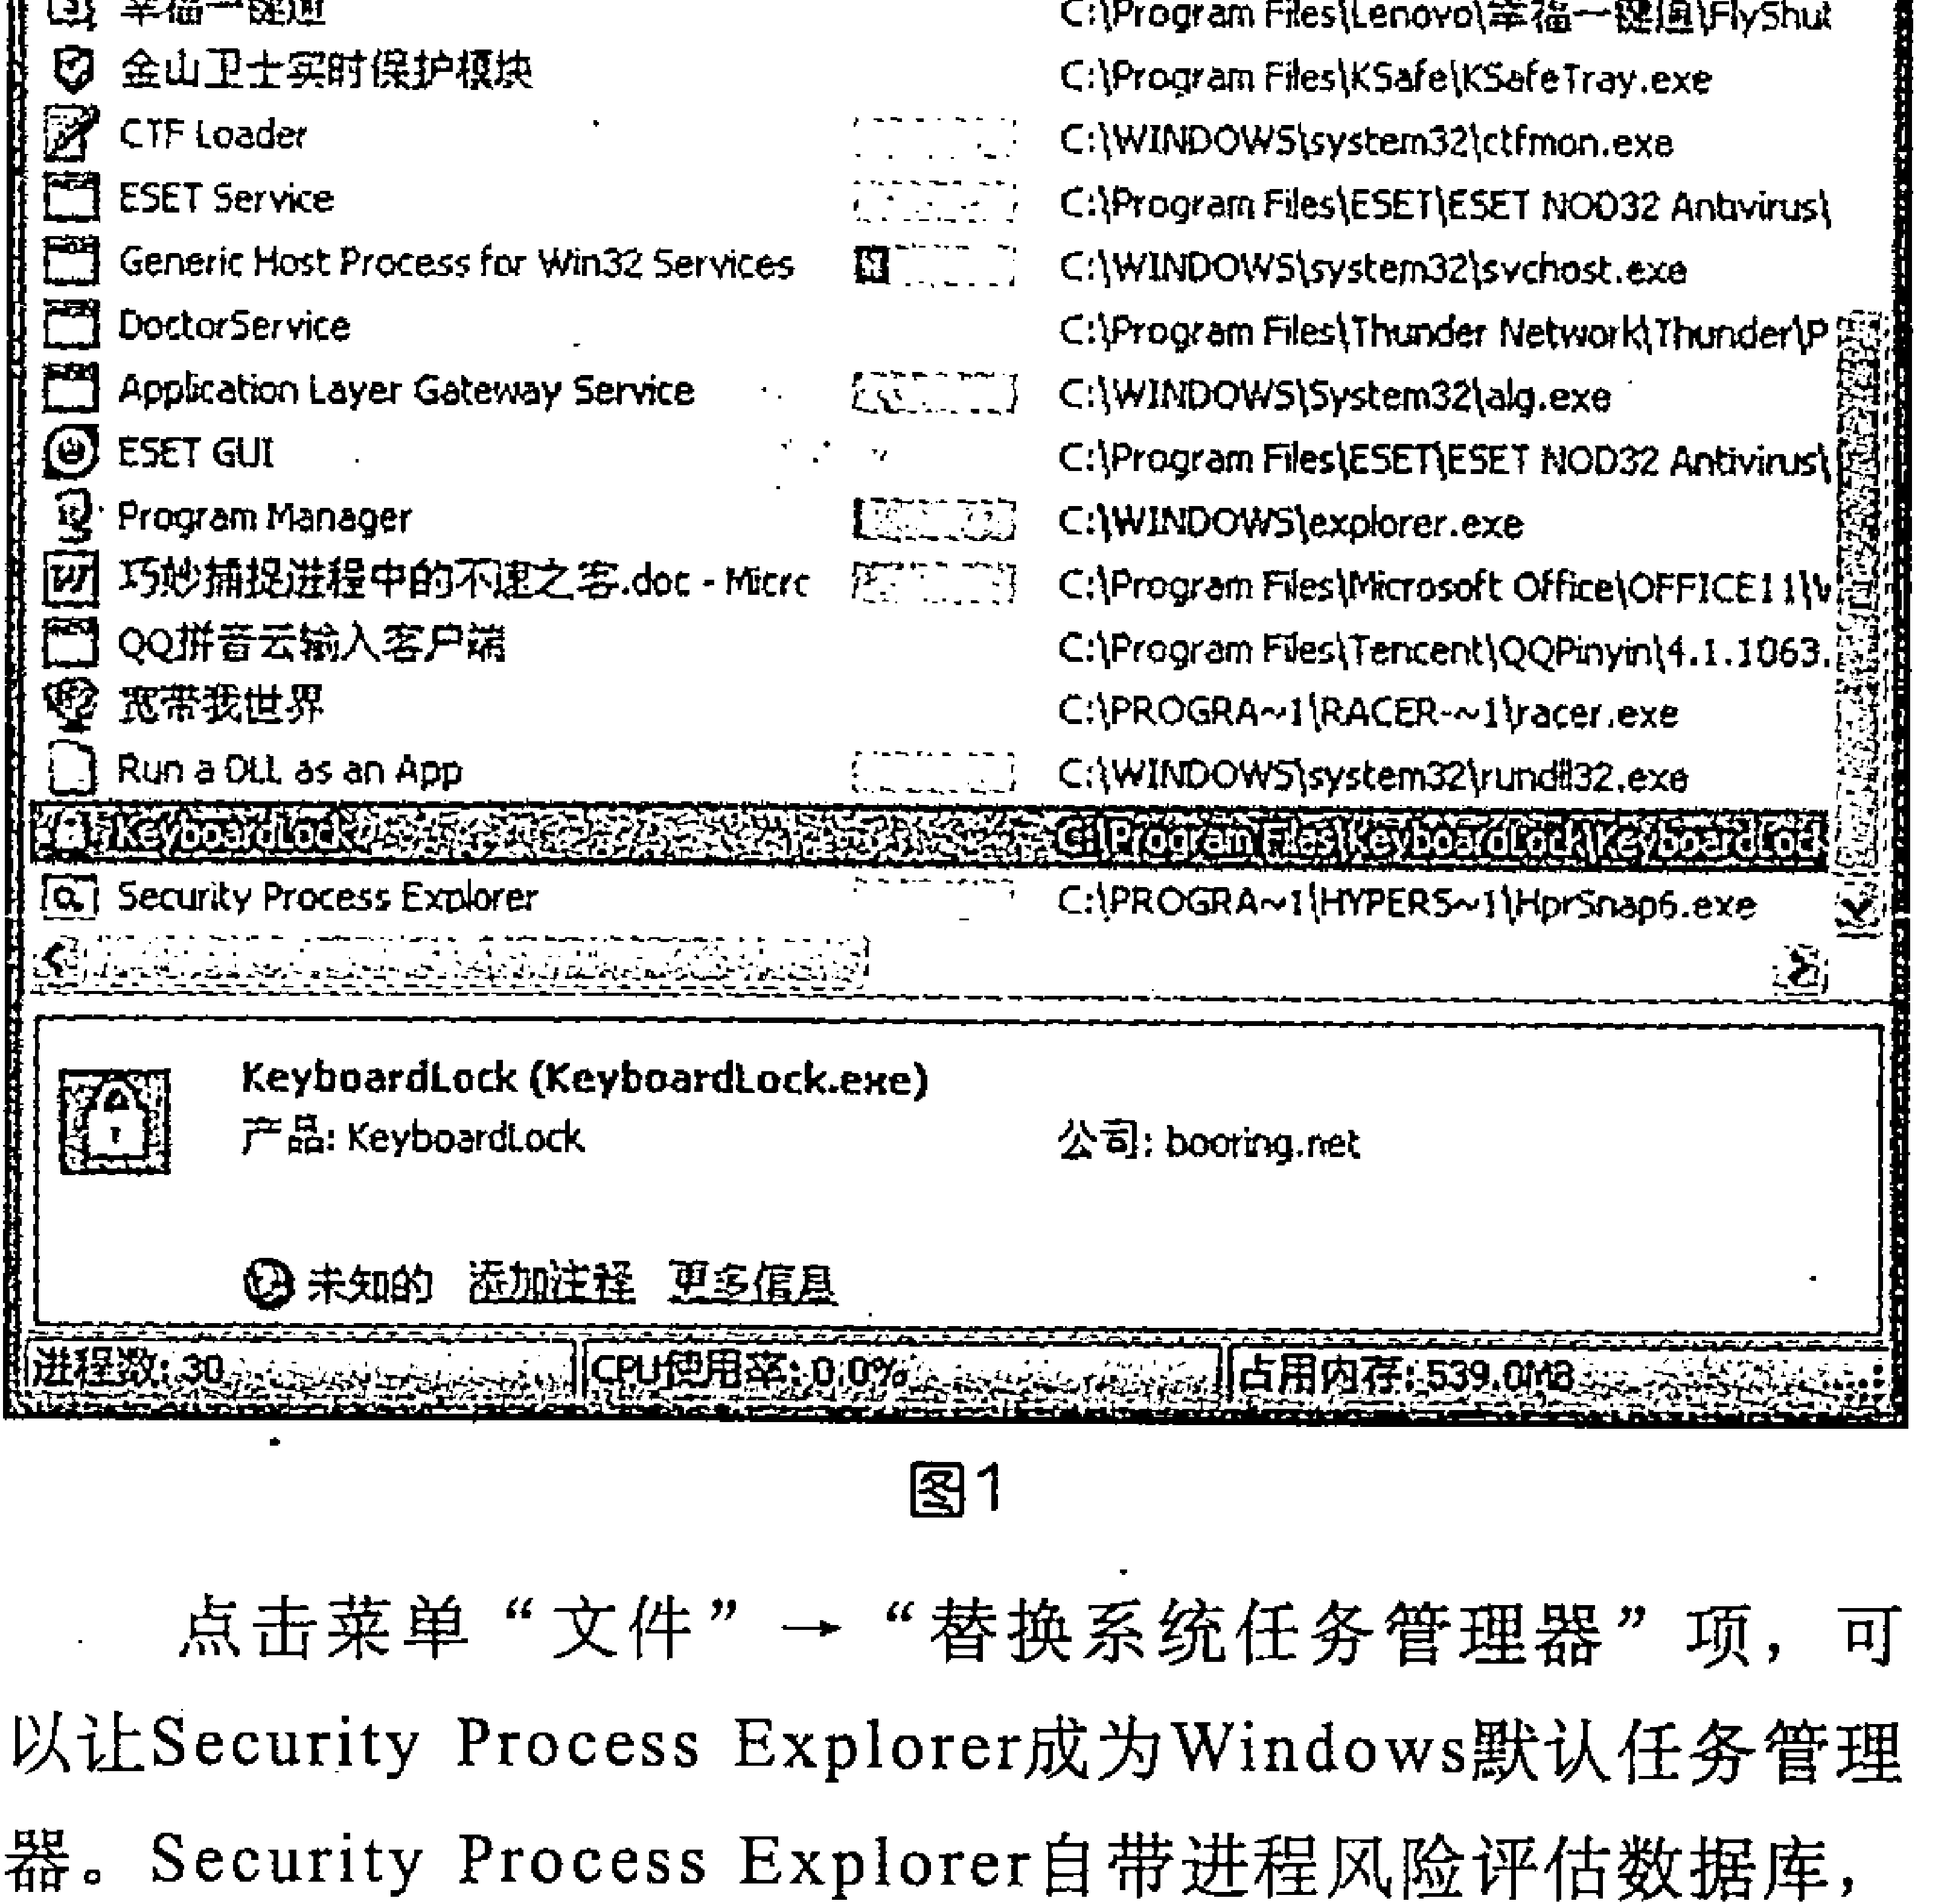 幸福一键通 C:\Program Files\Lenovo\幸福一键通\FlyShut
金山卫士实时保护模块 C:\Program Files\KSafe\KSafeTray.exe
CTF Loader C:\WINDOWS\system32\ctfmon.exe
ESET Service C:\Program Files\ESET\ESET NOD32 Antivirus\
Generic Host Process for Win32 Services C:\WINDOWS\system32\svchost.exe
DoctorService C:\Program Files\Thunder Network\Thunder\P
Application Layer Gateway Service C:\WINDOWS\System32\alg.exe
ESET GUI C:\Program Files\ESET\ESET NOD32 Antivirus\
Program Manager C:\WINDOWS\explorer.exe
巧妙捕捉进程中的不速之客.doc - Micrc C:\Program Files\Microsoft Office\OFFICE11\
QQ拼音云输入客户端 C:\Program Files\Tencent\QQPinyin\4.1.1063.
宽带我世界 C:\PROGRA~1\RACER-~1\racer.exe
Run a DLL as an App C:\WINDOWS\system32\rundll32.exe
KeyboardLock C:\Program Files\KeyboardLock\KeyboardLock
Security Process Explorer C:\PROGRA~1\HYPERS~1\HprSnap6.exe
KeyboardLock (KeyboardLock.exe)
产品: KeyboardLock 公司: booring.net
未知的 添加注释 更多信息
进程数: 30 CPU使用率: 0.0% 占用内存: 539.0MB
图1
点击菜单“文件”→“替换系统任务管理器”项，可
以让Security Process Explorer成为Windows默认任务管理
器。Security Process Explorer自带进程风险评估数据库，